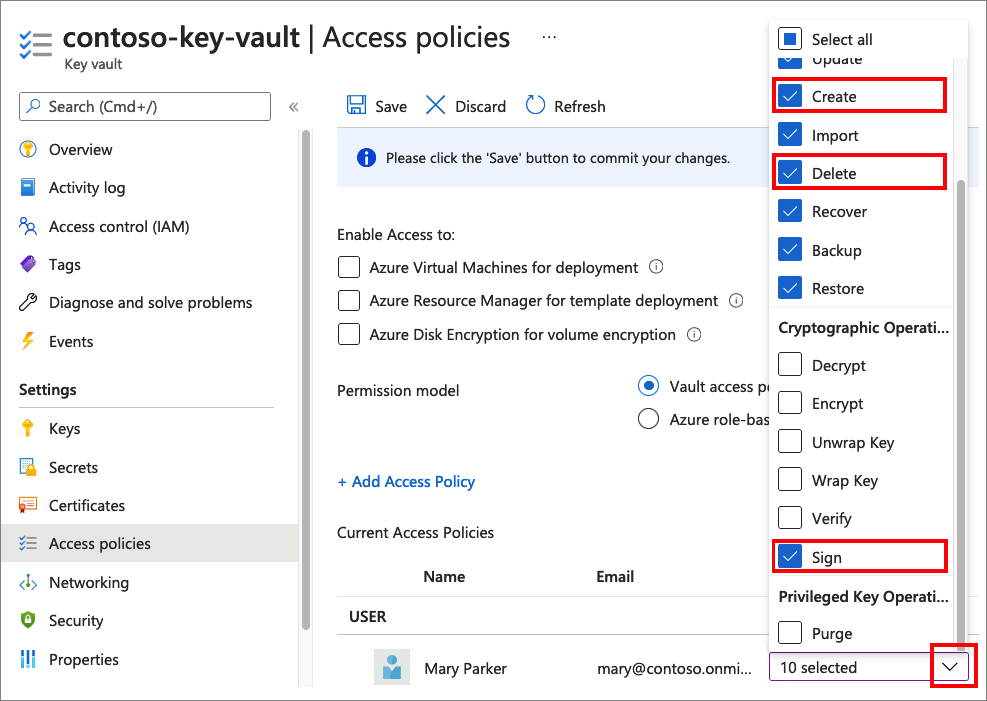 contoso-key-vault | Access policies ...
Key vault
Search (Cmd+/)
«
Overview
Activity log
Access control (IAM)
Tags
Diagnose and solve problems
Events
Settings
Keys
Secrets
Certificates
Access policies
Networking
Security
Properties
Save
Discard
Refresh
Please click the 'Save' button to commit your changes.
Enable Access to:
Azure Virtual Machines for deployment
Azure Resource Manager for template deployment
Azure Disk Encryption for volume encryption
Permission model
Vault access po
Azure role-bas
+ Add Access Policy
Current Access Policies
Name Email
USER
Mary Parker mary@contoso.onmi...
Select all
Update
Create
Import
Delete
Recover
Backup
Restore
Cryptographic Operati...
Decrypt
Encrypt
Unwrap Key
Wrap Key
Verify
Sign
Privileged Key Operati...
Purge
10 selected